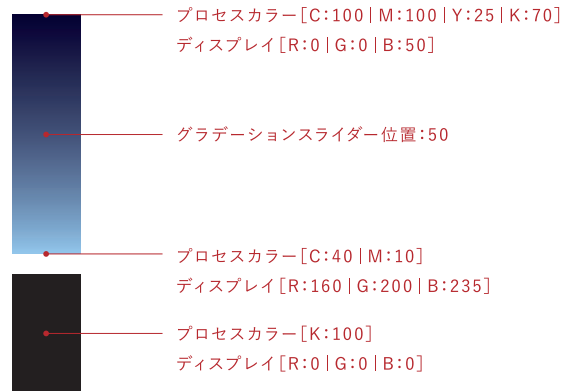 プロセスカラー[C:100|M:100|Y:25|K:70]
ディスプレイ[R:0|G:0|B:50]
グラデーションスライダー位置:50
プロセスカラー[C:40|M:10]
ディスプレイ[R:160|G:200|B:235]
プロセスカラー[K:100]
ディスプレイ[R:0|G:0|B:0]